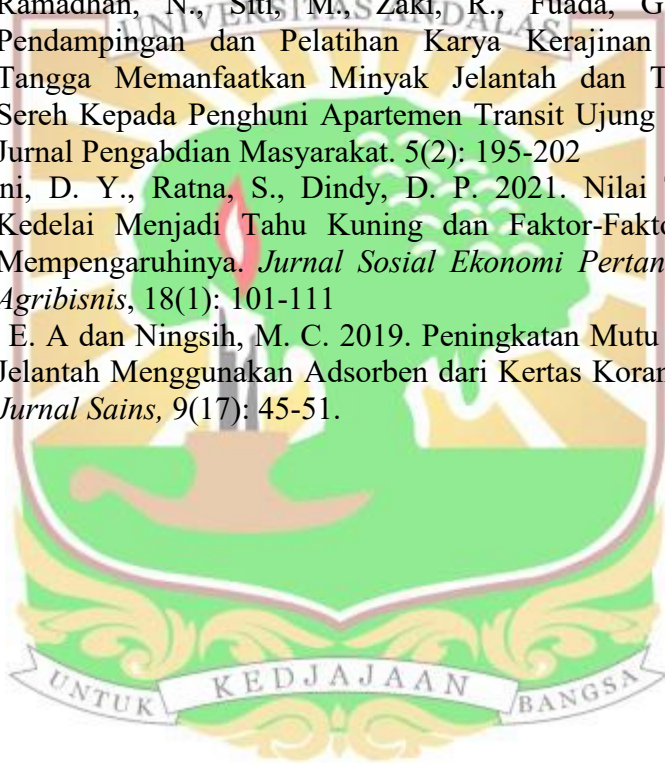 Ramadhan, N., Siti, M., Zaki, R., Fuada, G
UNIVERSITAS ANDALAS
Pendampingan dan Pelatihan Karya Kerajinan
Tangga Memanfaatkan Minyak Jelantah dan T
Sereh Kepada Penghuni Apartemen Transit Ujung
Jurnal Pengabdian Masyarakat. 5(2): 195-202
ni, D. Y., Ratna, S., Dindy, D. P. 2021. Nilai
Kedelai Menjadi Tahu Kuning dan Faktor-Fakto
Mempengaruhinya. Jurnal Sosial Ekonomi Pertan
Agribisnis, 18(1): 101-111
E. A dan Ningsih, M. C. 2019. Peningkatan Mutu
Jelantah Menggunakan Adsorben dari Kertas Koran
Jurnal Sains, 9(17): 45-51.
UNTUK KEDJAJAAN BANGSA